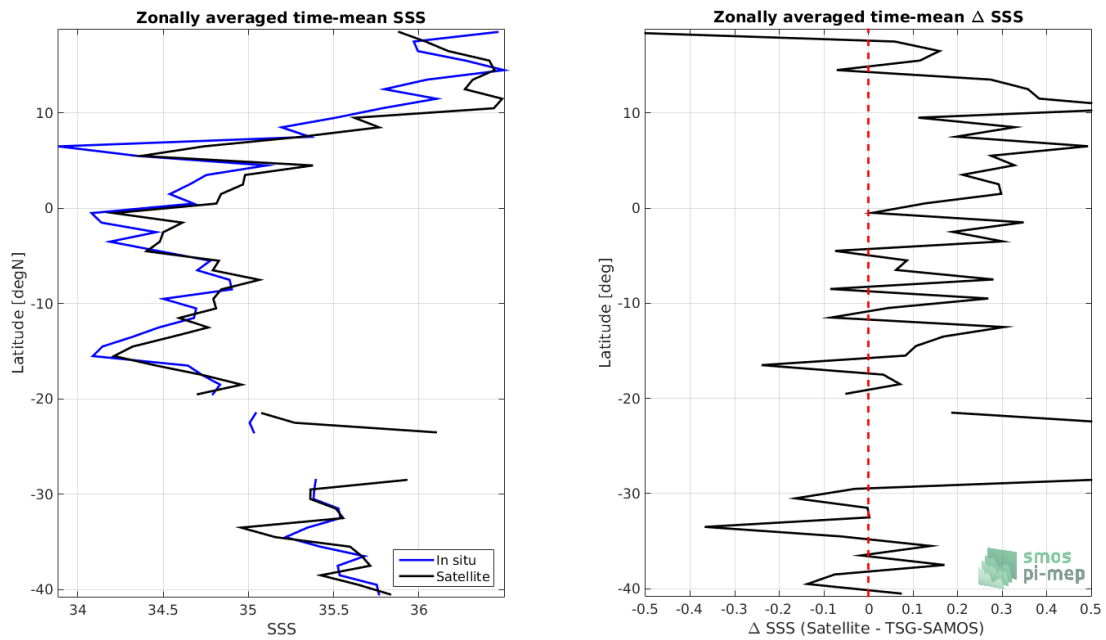 Zonally averaged time-mean SSS
Latitude [degN]
10
0
-10
-20
-30
-40
34
34.5
35
35.5
36
SSS
In situ
Satellite
Zonally averaged time-mean Δ SSS
Latitude [deg]
10
0
-10
-20
-30
-40
-0.5
-0.4
-0.3
-0.2
-0.1
0
0.1
0.2
0.3
0.4
0.5
Δ SSS (Satellite - TSG-SAMOS)
smos
pi-mep